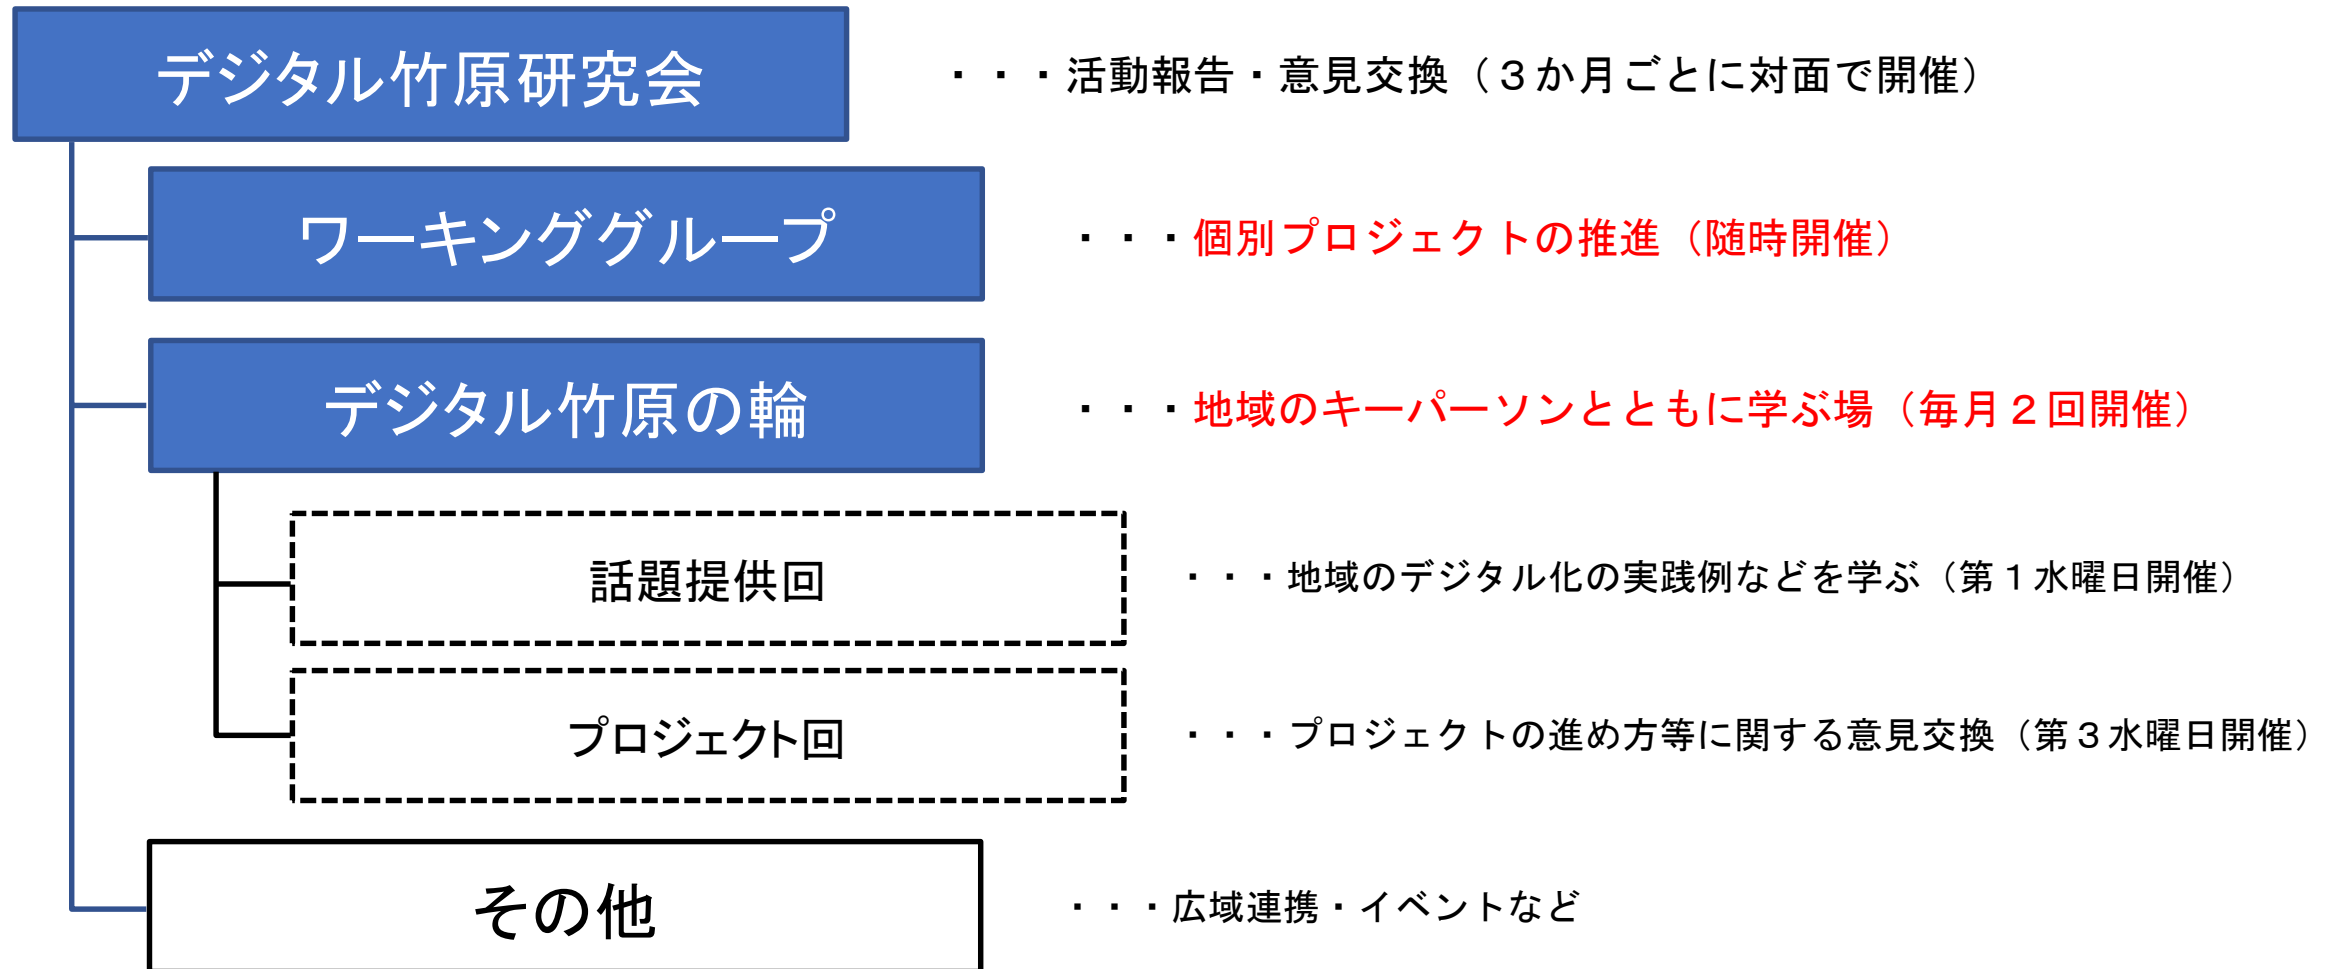 デジタル竹原研究会 ・・・活動報告・意見交換（３か月ごとに対面で開催）
ワーキンググループ ・・・個別プロジェクトの推進（随時開催）
デジタル竹原の輪 ・・・地域のキーパーソンとともに学ぶ場（毎月２回開催）
話題提供回 ・・・地域のデジタル化の実践例などを学ぶ（第１水曜日開催）
プロジェクト回 ・・・プロジェクトの進め方等に関する意見交換（第３水曜日開催）
その他 ・・・広域連携・イベントなど